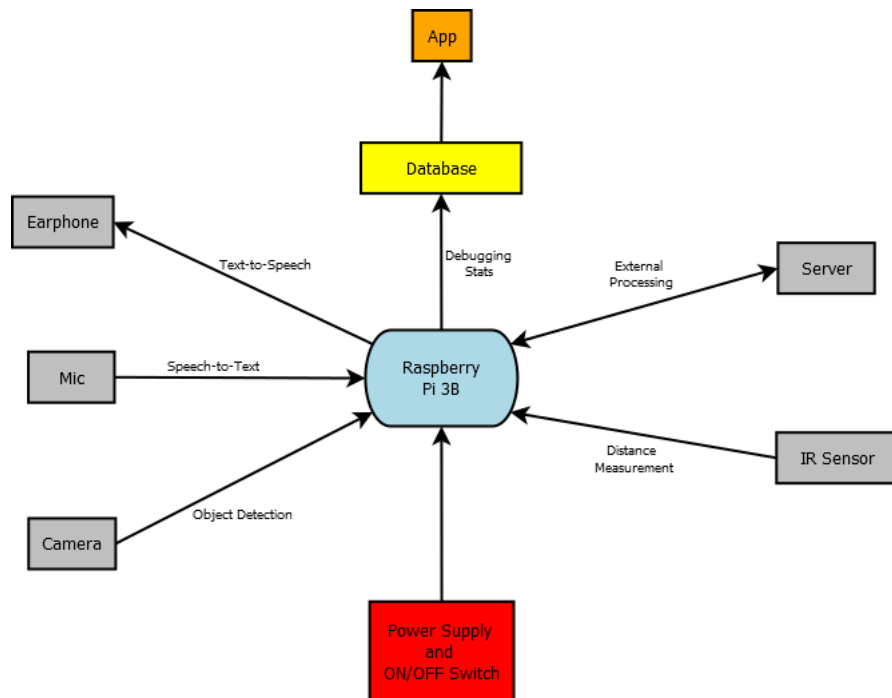 App
Database
Earphone
Text-to-Speech
Debugging
Stats
External
Processing
Server
Mic
Speech-to-Text
Raspberry
Pi 3B
Distance
Measurement
IR Sensor
Camera
Object Detection
Power Supply
and
ON/OFF Switch